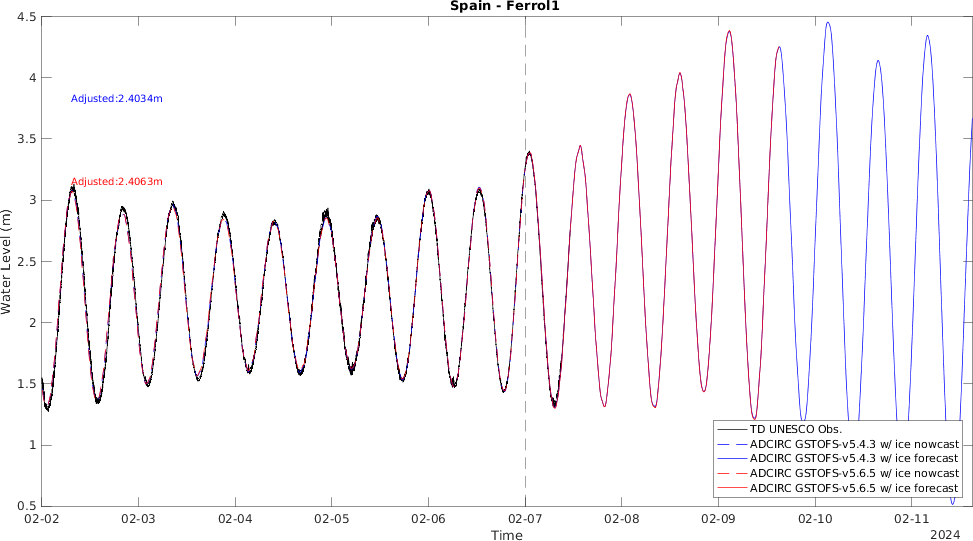 Spain - Ferrol1
4.5
4
3.5
3
2.5
2
1.5
1
0.5
Water Level (m)
Adjusted:2.4034m
Adjusted:2.4063m
TD UNESCO Obs.
ADCIRC GSTOFS-v5.4.3 w/ ice nowcast
ADCIRC GSTOFS-v5.4.3 w/ ice forecast
ADCIRC GSTOFS-v5.6.5 w/ ice nowcast
ADCIRC GSTOFS-v5.6.5 w/ ice forecast
02-02 02-03 02-04 02-05 02-06 02-07 02-08 02-09 02-10 02-11
Time
2024